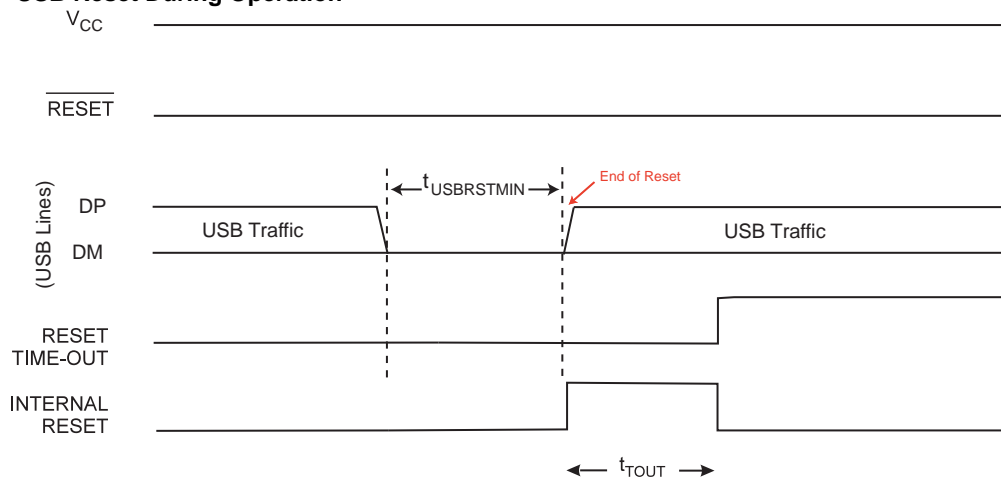 USB Reset During Operation
VCC
RESET
(USB Lines)
DP
DM
USB Traffic
tUSBRSTMIN
End of Reset
USB Traffic
RESET
TIME-OUT
INTERNAL
RESET
tTOUT